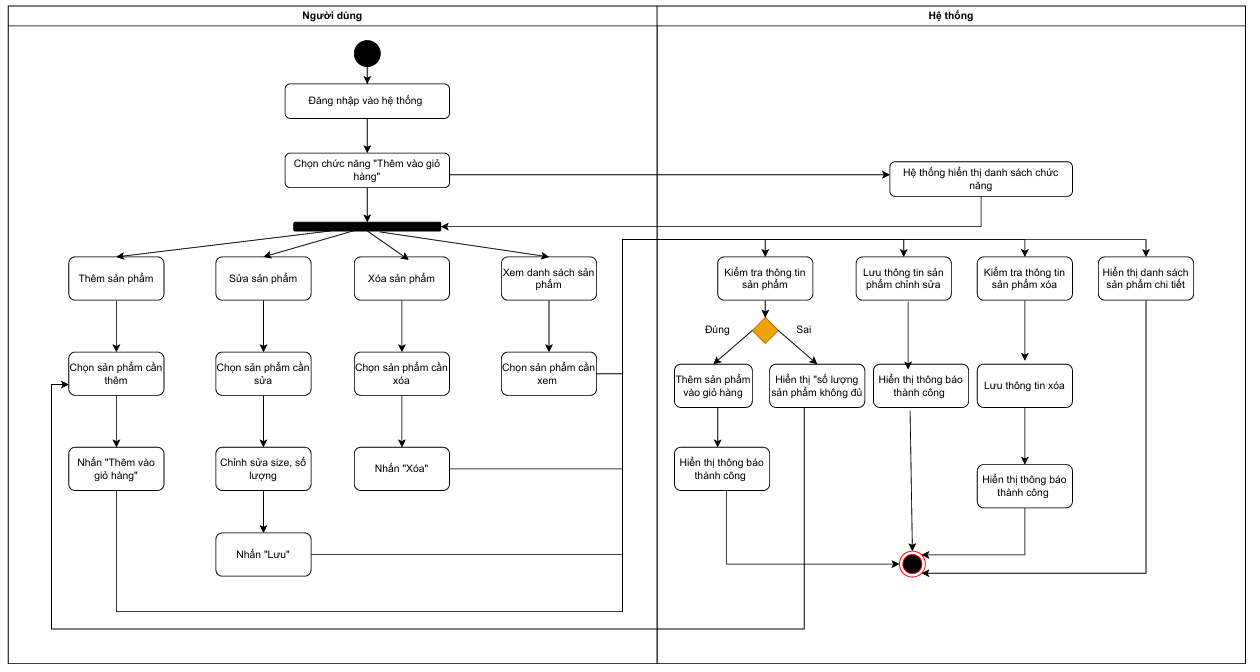 Người dùng
Hệ thống
Đăng nhập vào hệ thống
Chọn chức năng "Thêm vào giỏ
hàng"
Hệ thống hiển thị danh sách chức
năng
Thêm sản phẩm
Sửa sản phẩm
Xóa sản phẩm
Xem danh sách sản
phẩm
Kiểm tra thông tin
sản phẩm
Lưu thông tin sản
phẩm chỉnh sửa
Kiểm tra thông tin
sản phẩm xóa
Hiển thị danh sách
sản phẩm chi tiết
Đúng
Sai
Chọn sản phẩm cần
thêm
Chọn sản phẩm cần
sửa
Chọn sản phẩm cần
xóa
Chọn sản phẩm cần
xem
Thêm sản phẩm
vào giỏ hàng
Hiển thị "số lượng
sản phẩm không đủ
Hiển thị thông báo
thành công
Lưu thông tin xóa
Nhấn "Thêm vào
giỏ hàng"
Chỉnh sửa size, số
lượng
Nhấn "Xóa"
Hiển thị thông báo
thành công
Hiển thị thông báo
thành công
Nhấn "Lưu"